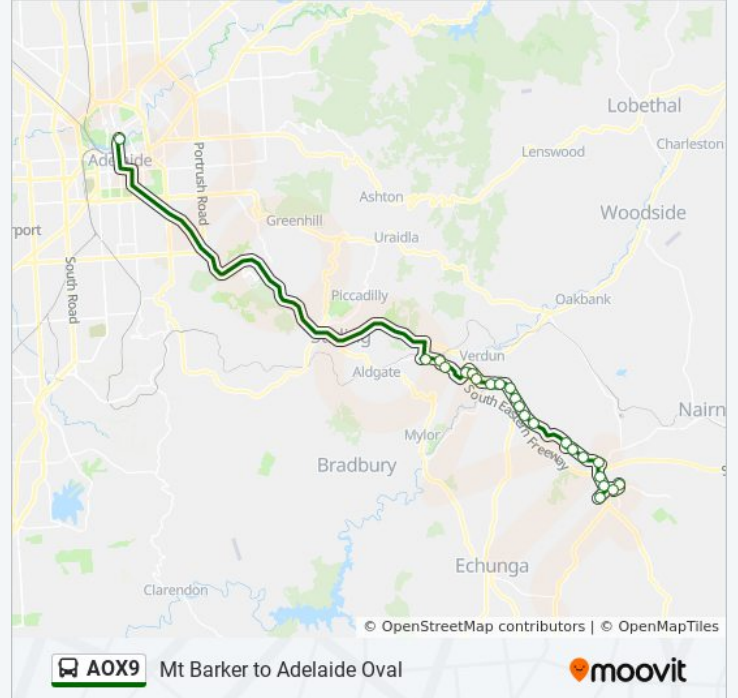 Lobethal
Charleston
Lenswood
Adelaide
Portrush Road
Ashton
Woodside
Greenhill
port
Uraidla
South Road
Piccadilly
Oakbank
Verdun
Aldgate
South Eastern Freeway
Nairn
Mylor
Bradbury
Echunga
Clarendon
© OpenStreetMap contributors | © OpenMapTiles
AOX9 Mt Barker to Adelaide Oval moovit